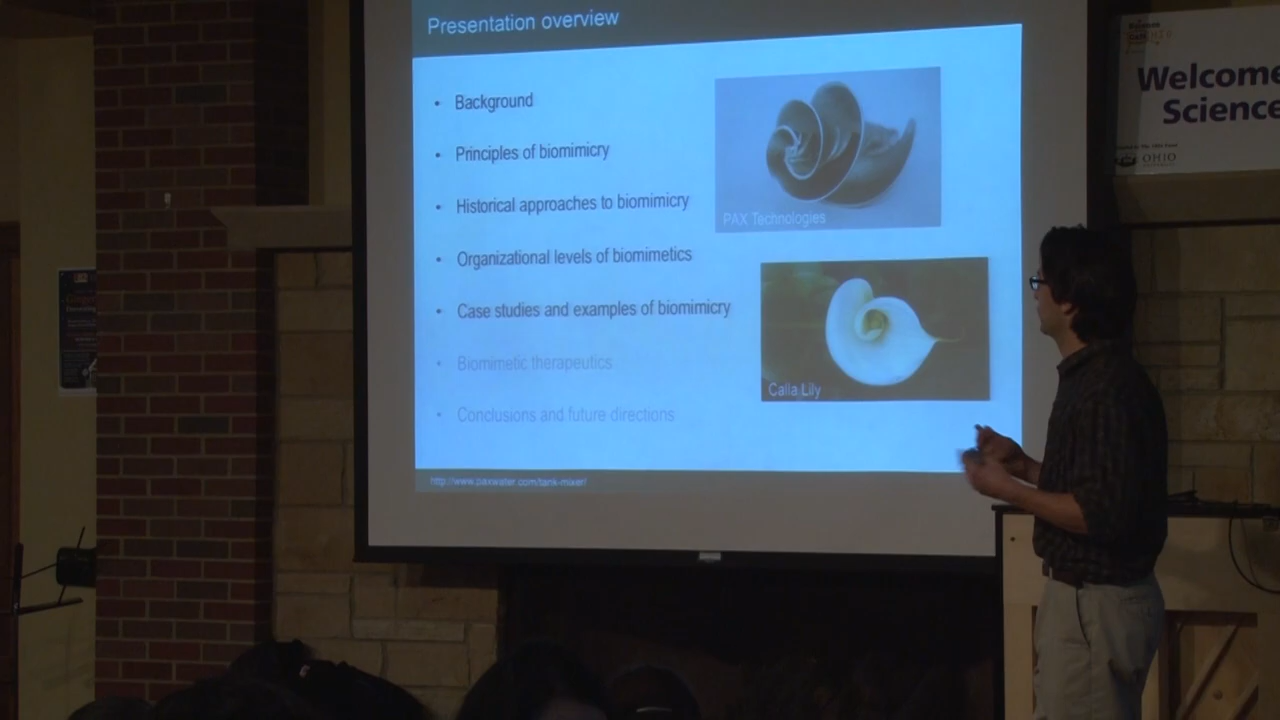 Presentation overview
• Background
• Principles of biomimicry
• Historical approaches to biomimicry
• Organizational levels of biomimetics
• Case studies and examples of biomimicry
• Biomimetic therapeutics
• Conclusions and future directions
PAX Technologies
Calla Lily
http://www.paxwater.com/tank-mixer/
Science
Welcome
Science
OHIO